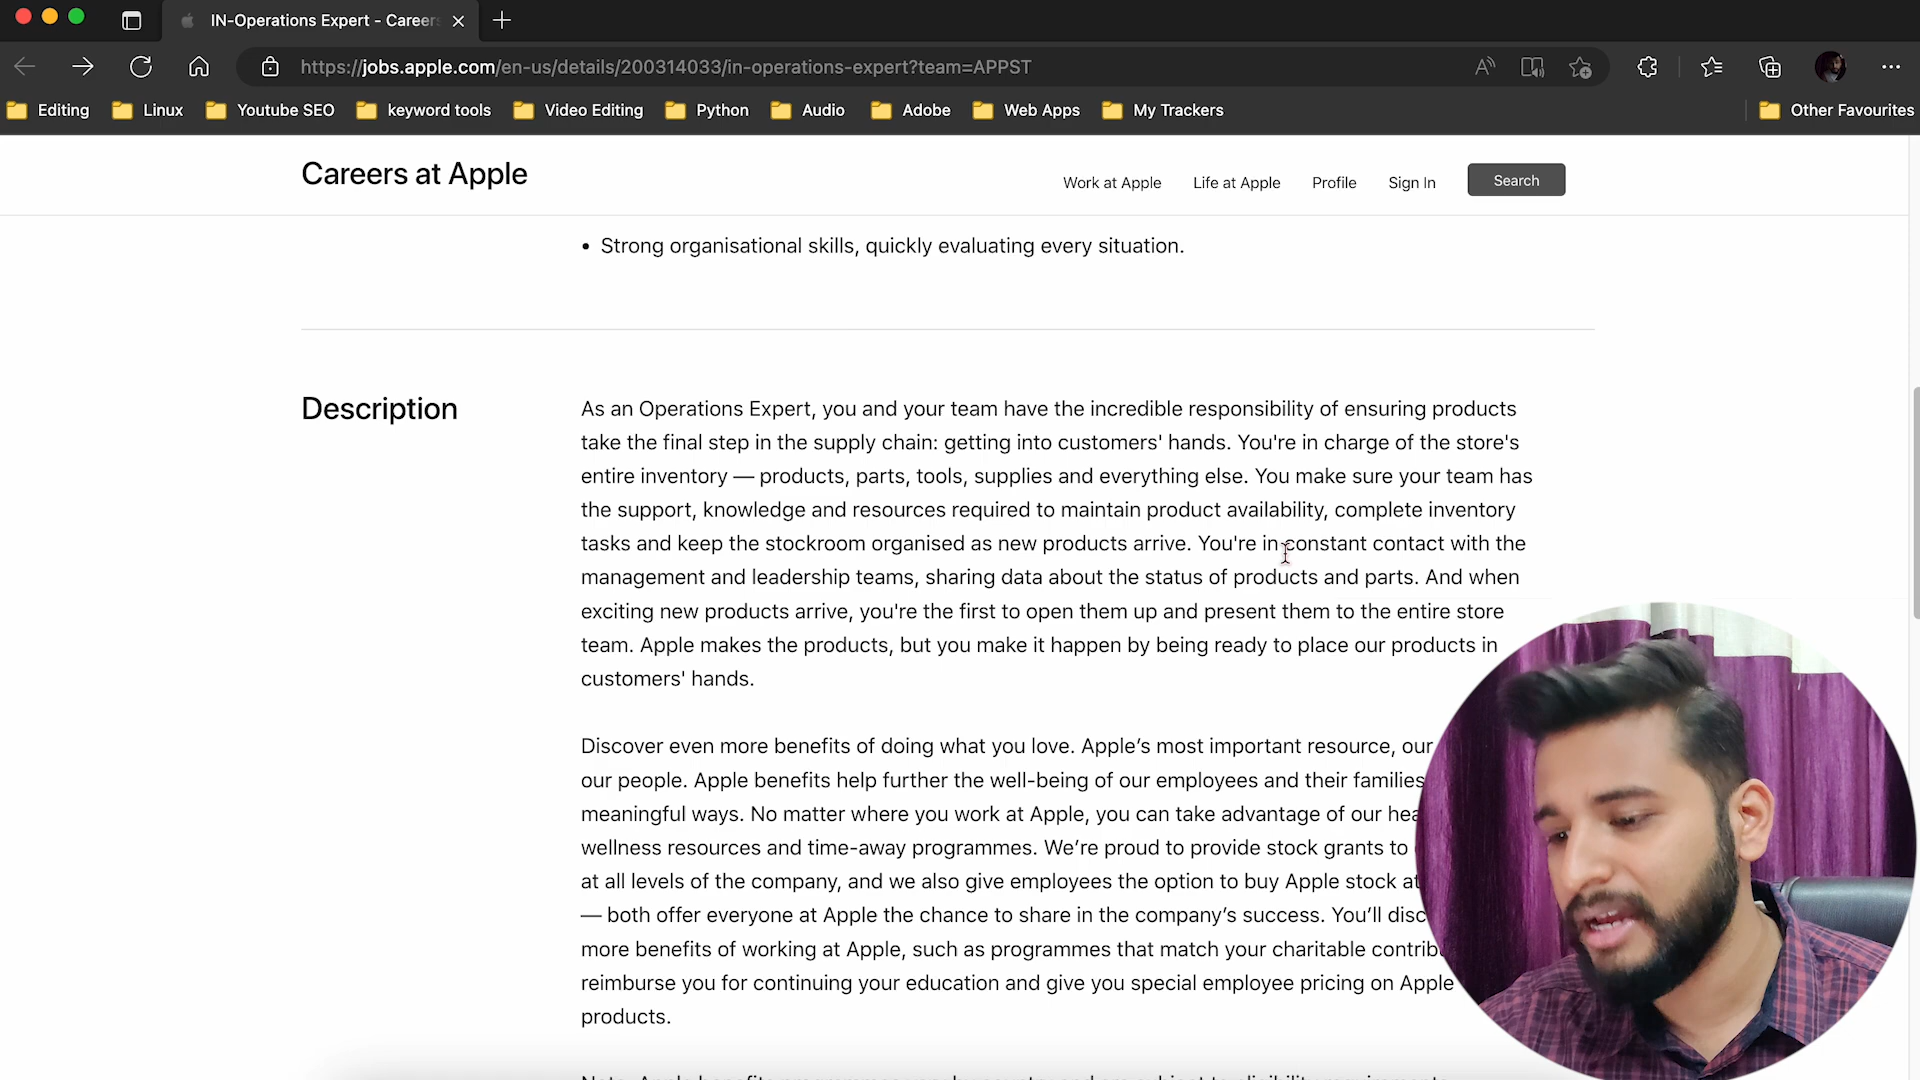 IN-Operations Expert - Careers
https://jobs.apple.com/en-us/details/200314033/in-operations-expert?team=APPST
Editing Linux Youtube SEO keyword tools Video Editing Python Audio Adobe Web Apps My Trackers Other Favourites
Careers at Apple
Work at Apple Life at Apple Profile Sign In Search
• Strong organisational skills, quickly evaluating every situation.
Description
As an Operations Expert, you and your team have the incredible responsibility of ensuring products
take the final step in the supply chain: getting into customers' hands. You're in charge of the store's
entire inventory — products, parts, tools, supplies and everything else. You make sure your team has
the support, knowledge and resources required to maintain product availability, complete inventory
tasks and keep the stockroom organised as new products arrive. You're in constant contact with the
management and leadership teams, sharing data about the status of products and parts. And when
exciting new products arrive, you're the first to open them up and present them to the entire store
team. Apple makes the products, but you make it happen by being ready to place our products in
customers' hands.
Discover even more benefits of doing what you love. Apple’s most important resource, our
our people. Apple benefits help further the well-being of our employees and their families
meaningful ways. No matter where you work at Apple, you can take advantage of our
wellness resources and time-away programmes. We’re proud to provide stock grants to
at all levels of the company, and we also give employees the option to buy Apple stock at
— both offer everyone at Apple the chance to share in the company’s success. You’ll
more benefits of working at Apple, such as programmes that match your charitable
reimburse you for continuing your education and give you special employee pricing on Apple
products.